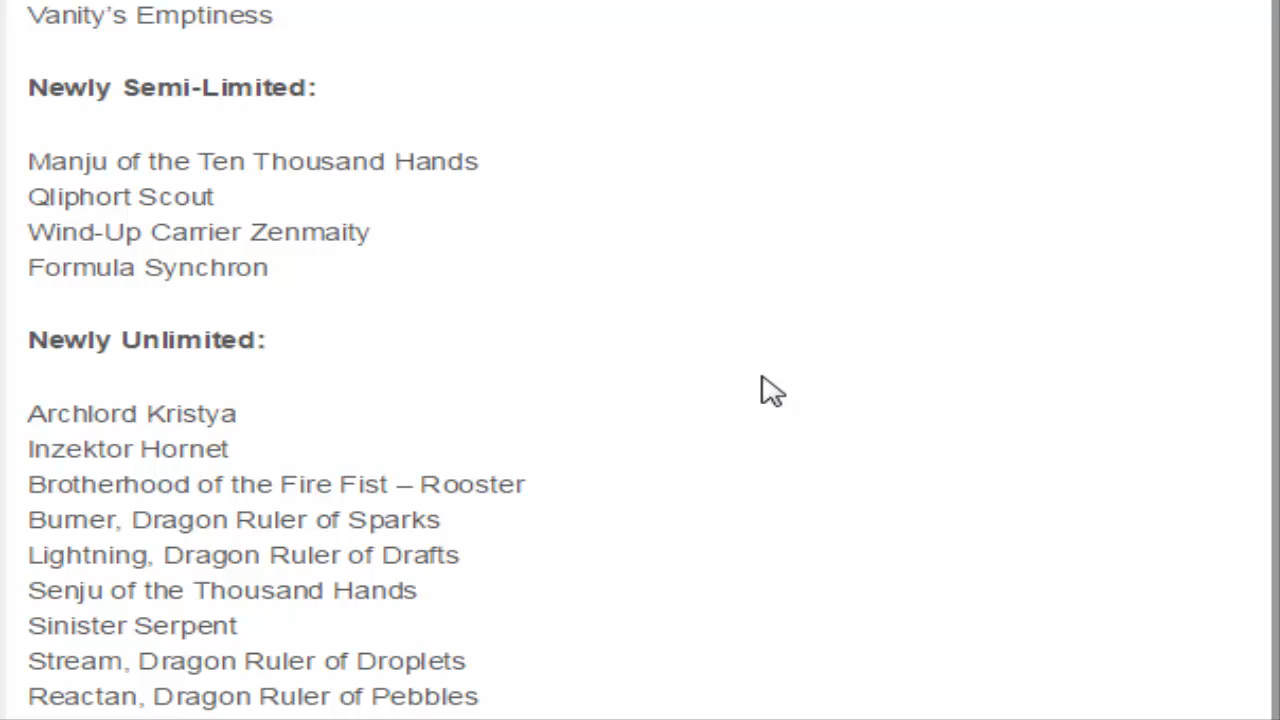 Vanity's Emptiness
Newly Semi-Limited:
Manju of the Ten Thousand Hands
Qliphort Scout
Wind-Up Carrier Zenmaity
Formula Synchron
Newly Unlimited:
Archlord Kristya
Inzektor Hornet
Brotherhood of the Fire Fist – Rooster
Burner, Dragon Ruler of Sparks
Lightning, Dragon Ruler of Drafts
Senju of the Thousand Hands
Sinister Serpent
Stream, Dragon Ruler of Droplets
Reactan, Dragon Ruler of Pebbles